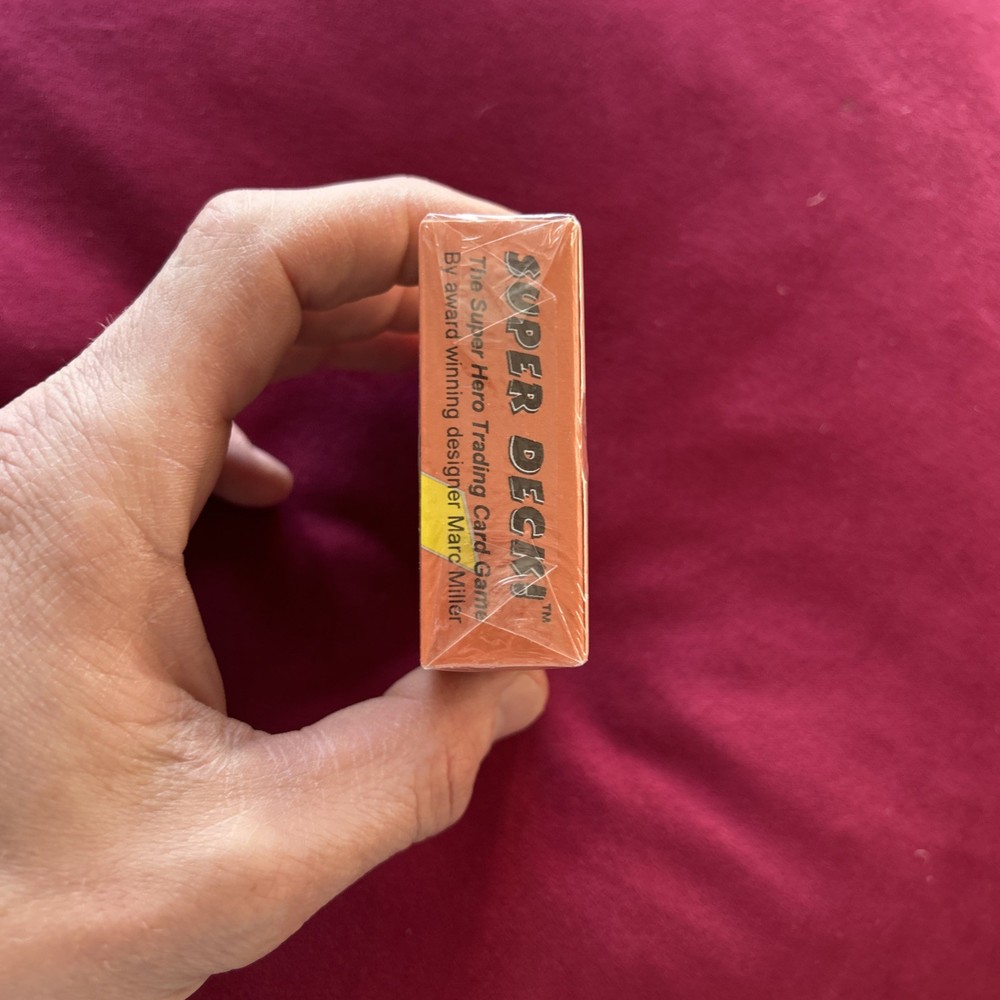 SUPER DECK!™
The Super Hero Trading Card Game
By award winning designer Marc Miller